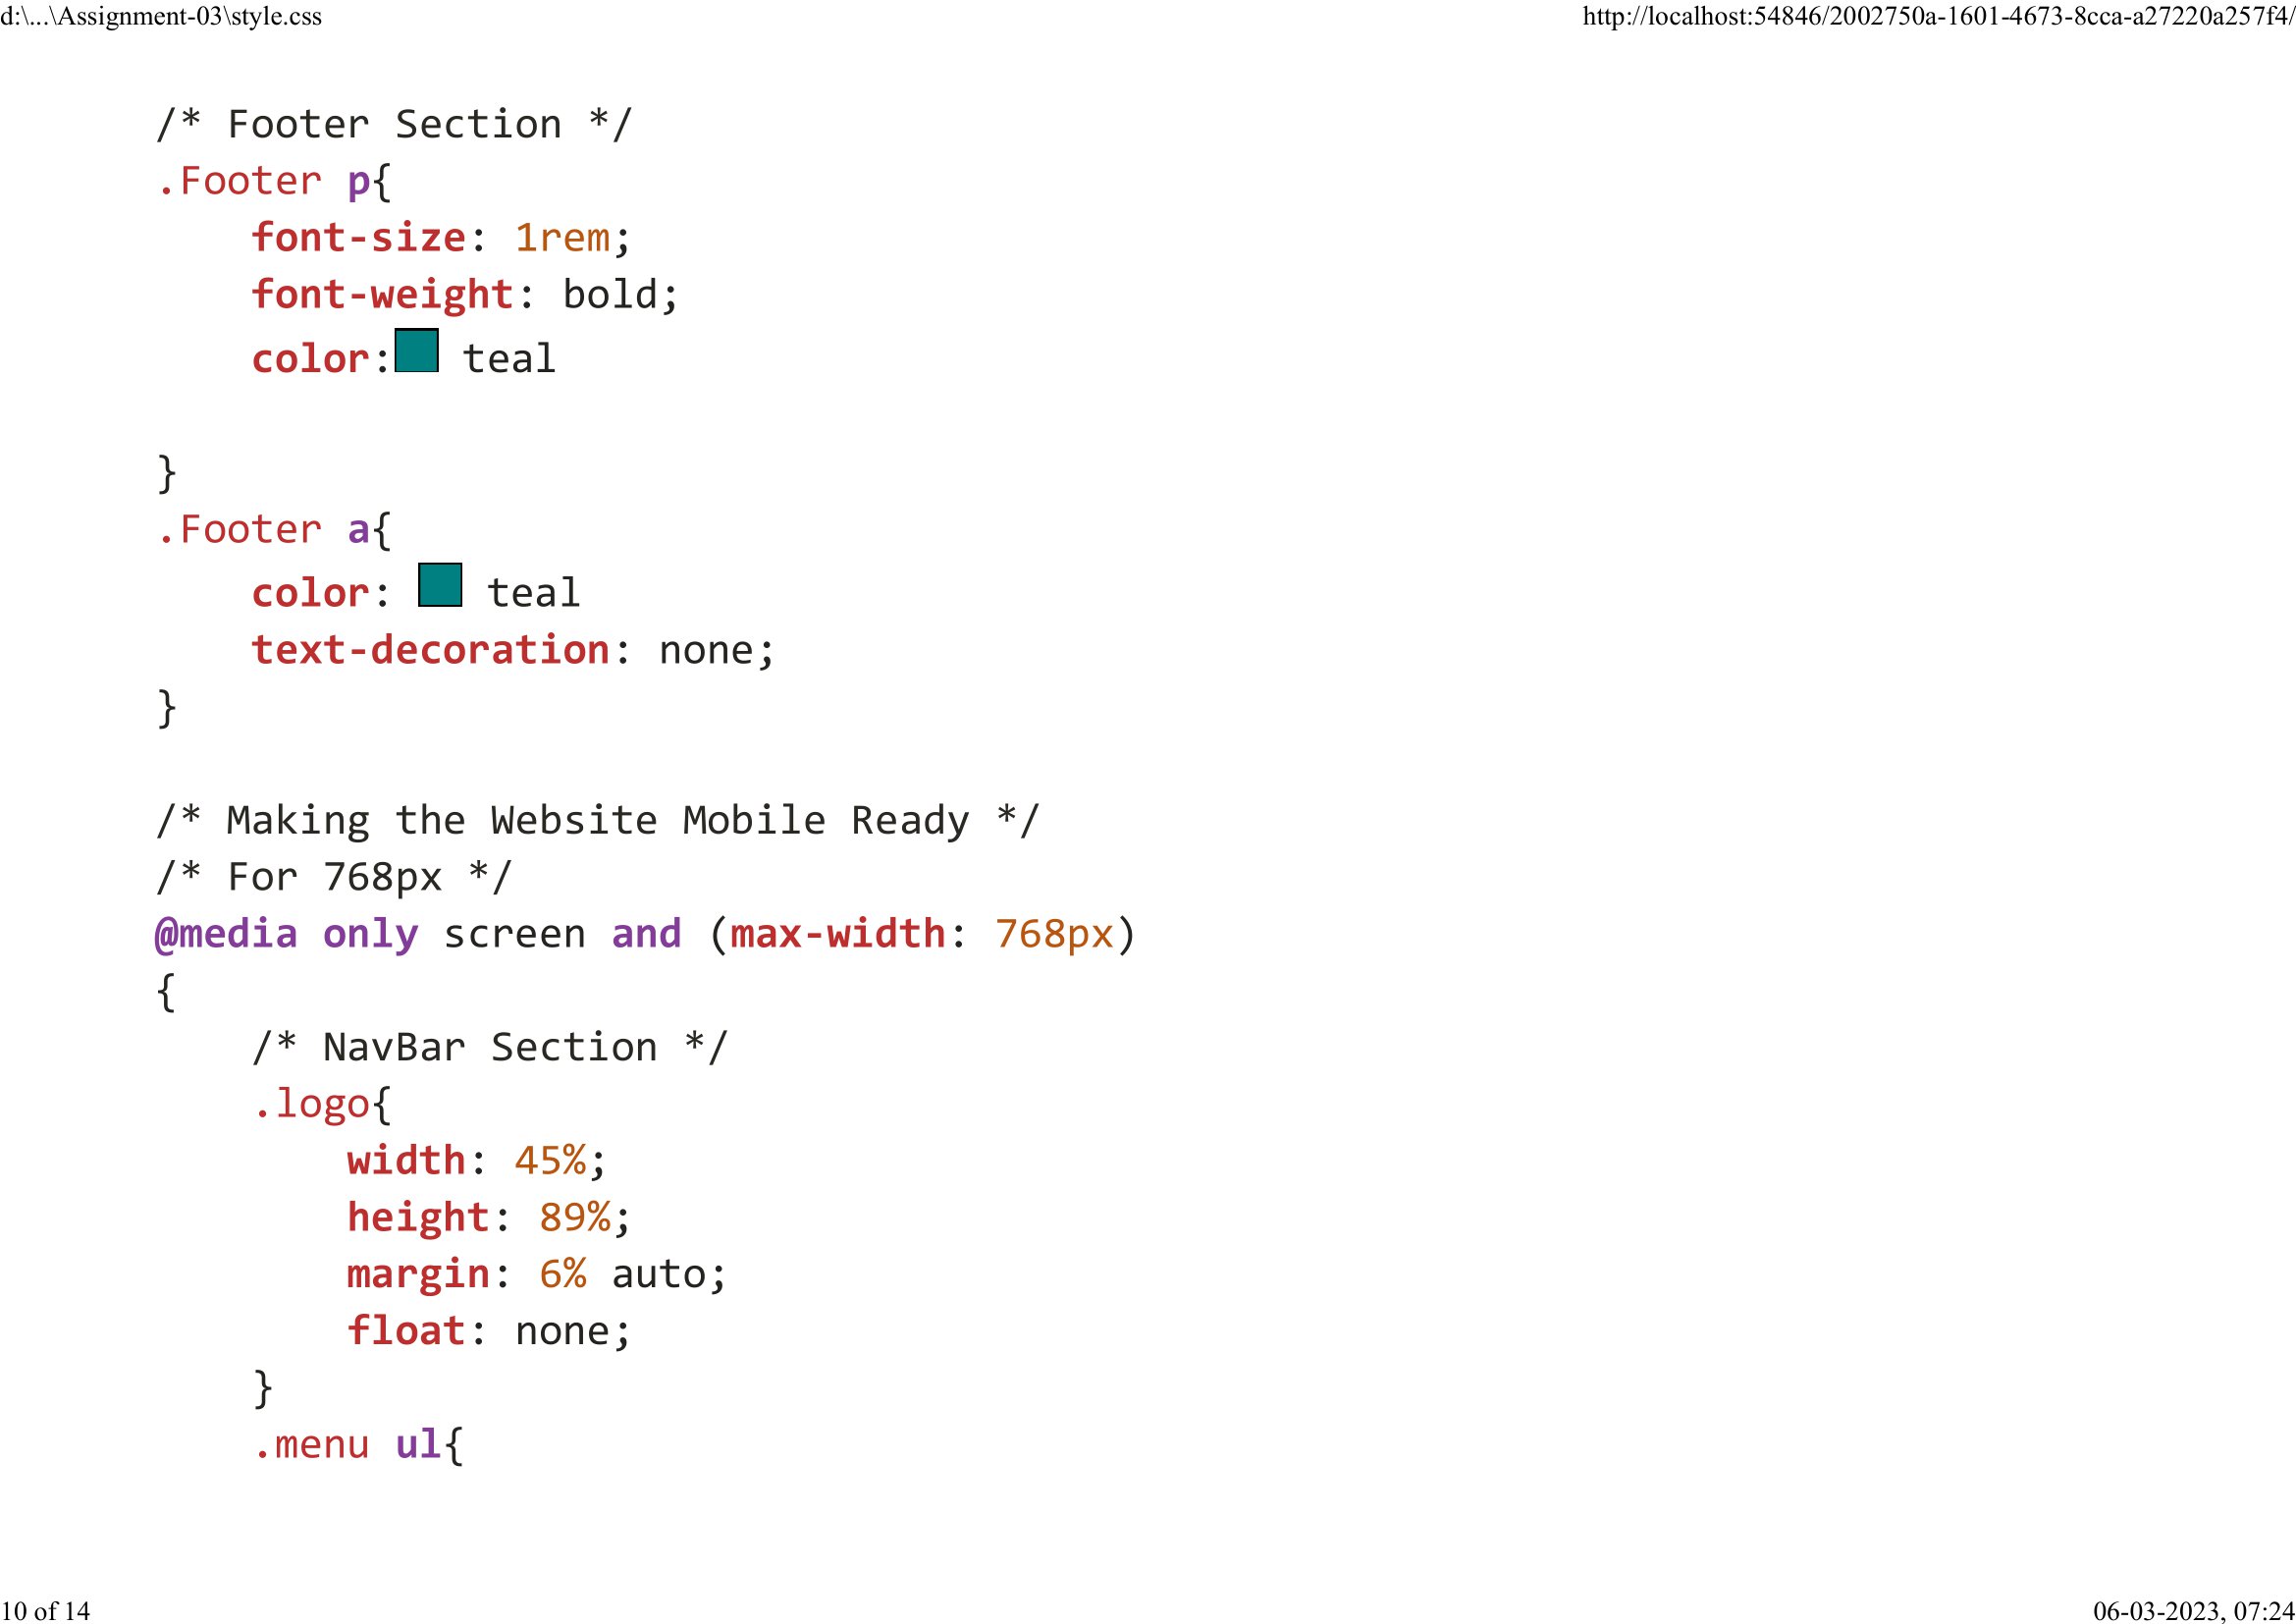 d:\...\Assignment-03\style.css
http://localhost:54846/2002750a-1601-4673-8cca-a27220a257f4/
/* Footer Section */
.Footer p{
    font-size: 1rem;
    font-weight: bold;
    color: teal

}
.Footer a{
    color: teal
    text-decoration: none;
}

/* Making the Website Mobile Ready */
/* For 768px */
@media only screen and (max-width: 768px)
{
    /* NavBar Section */
    .logo{
        width: 45%;
        height: 89%;
        margin: 6% auto;
        float: none;
    }
    .menu ul{
10 of 14
06-03-2023, 07:24